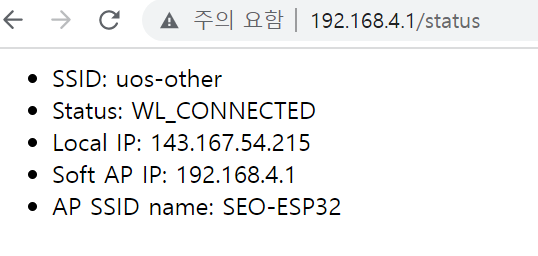 주의 요함 | 192.168.4.1/status
• SSID: uos-other
• Status: WL_CONNECTED
• Local IP: 143.167.54.215
• Soft AP IP: 192.168.4.1
• AP SSID name: SEO-ESP32